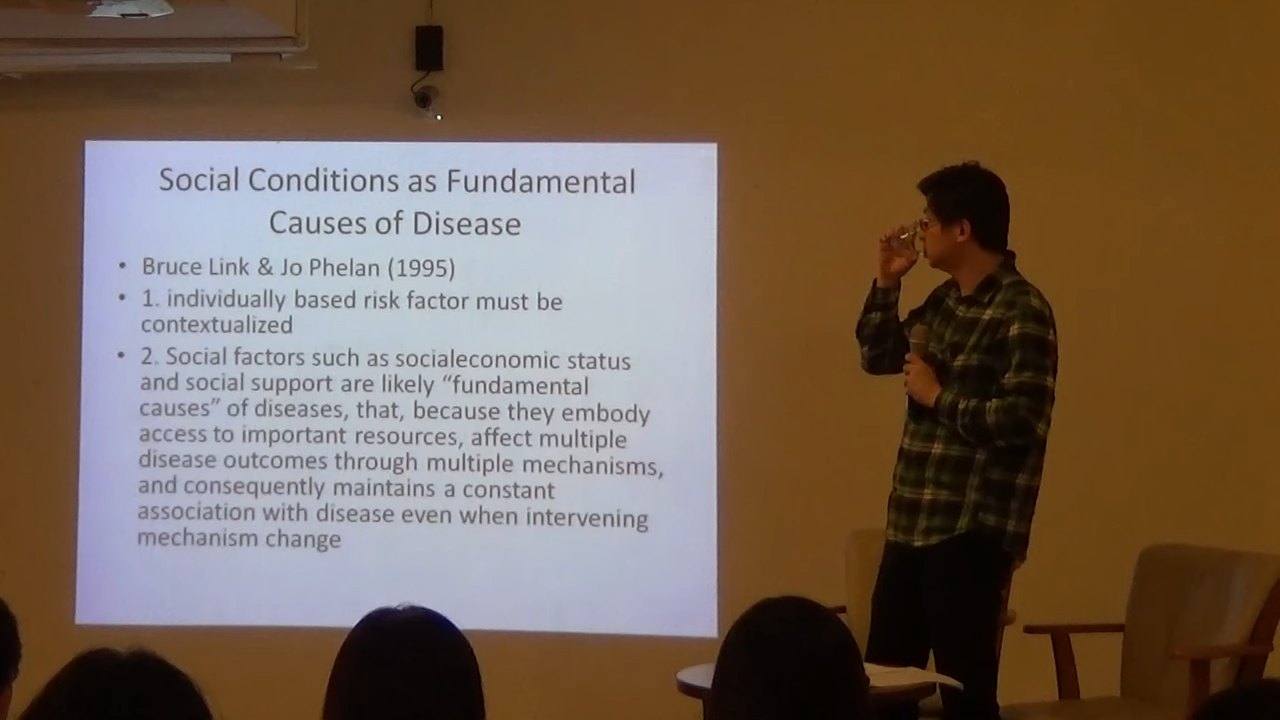 Social Conditions as Fundamental
Causes of Disease
• Bruce Link & Jo Phelan (1995)
• 1. individually based risk factor must be
contextualized
• 2. Social factors such as socialeconomic status
and social support are likely “fundamental
causes” of diseases, that, because they embody
access to important resources, affect multiple
disease outcomes through multiple mechanisms,
and consequently maintains a constant
association with disease even when intervening
mechanism change